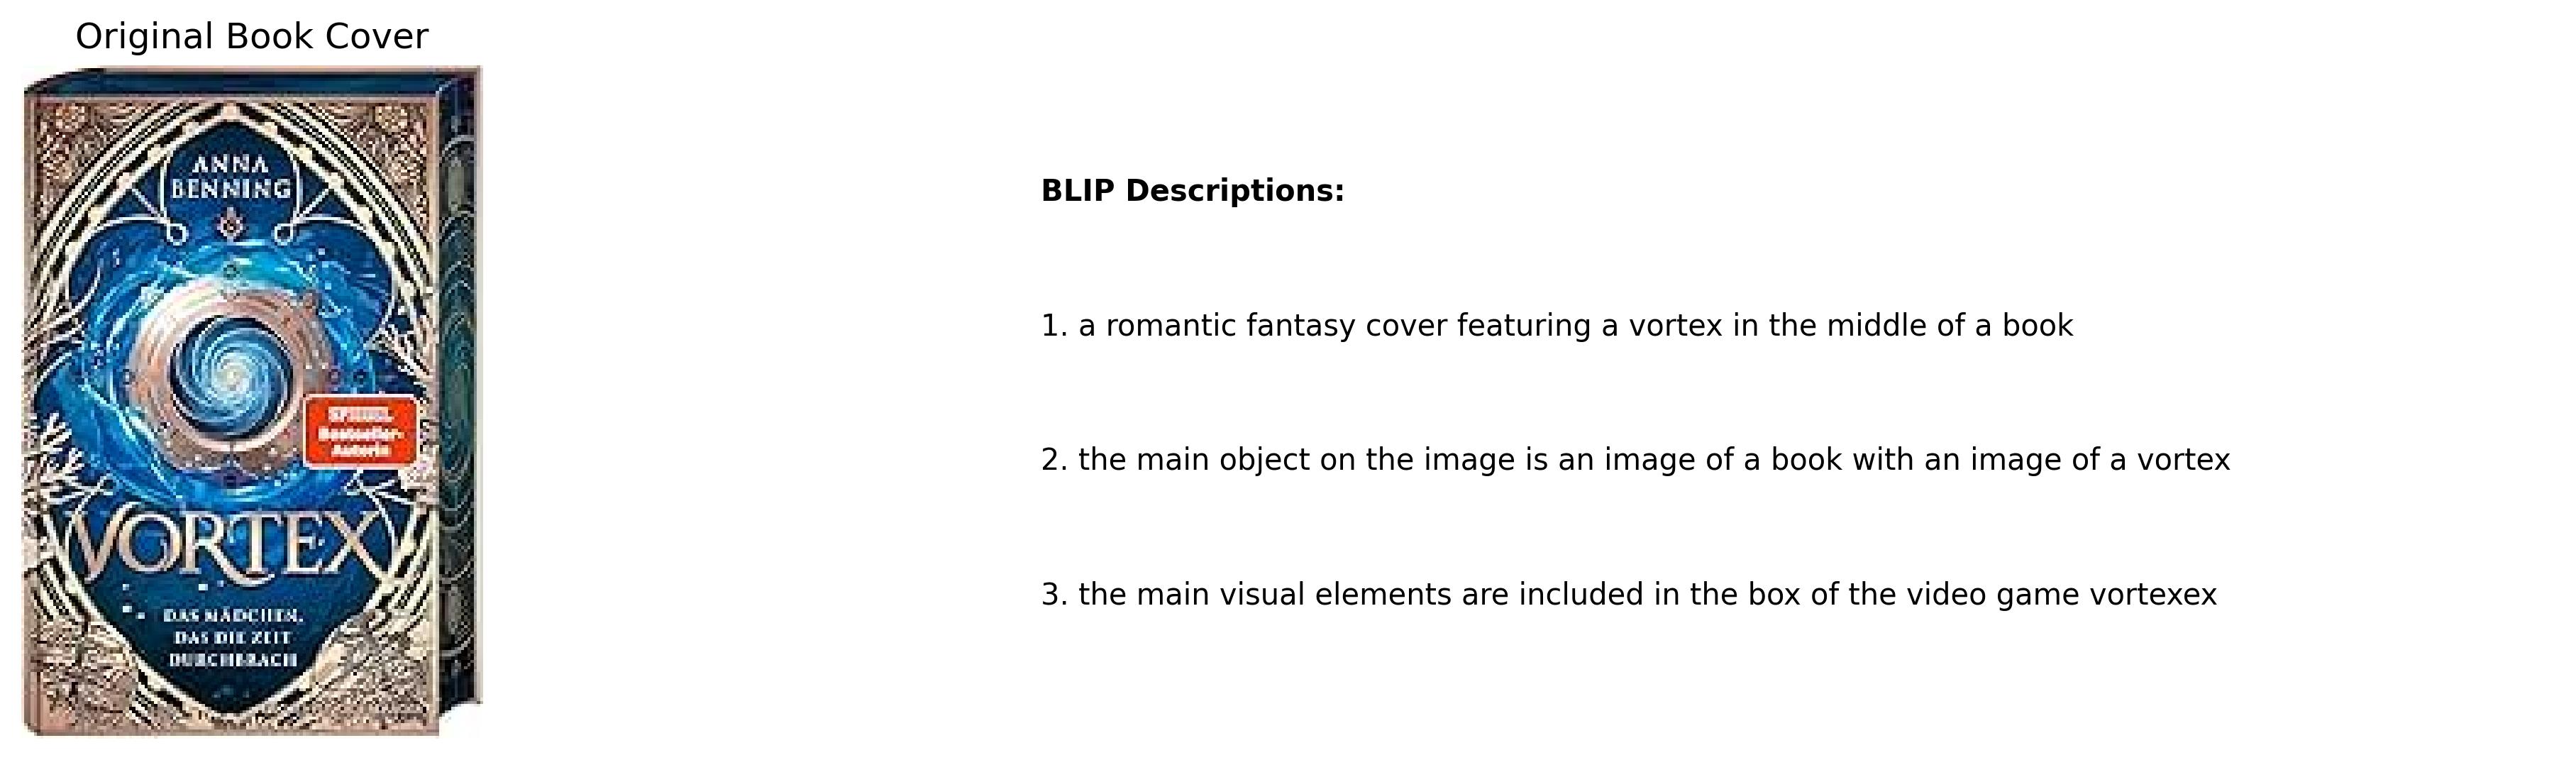 Original Book Cover
ANNA
BENNING
SPIEGEL
Bestseller-
Autorin
VORTEX
DAS MÄDCHEN,
DAS DIE ZEIT
DURCHBRACH
BLIP Descriptions:
1. a romantic fantasy cover featuring a vortex in the middle of a book
2. the main object on the image is an image of a book with an image of a vortex
3. the main visual elements are included in the box of the video game vortexex